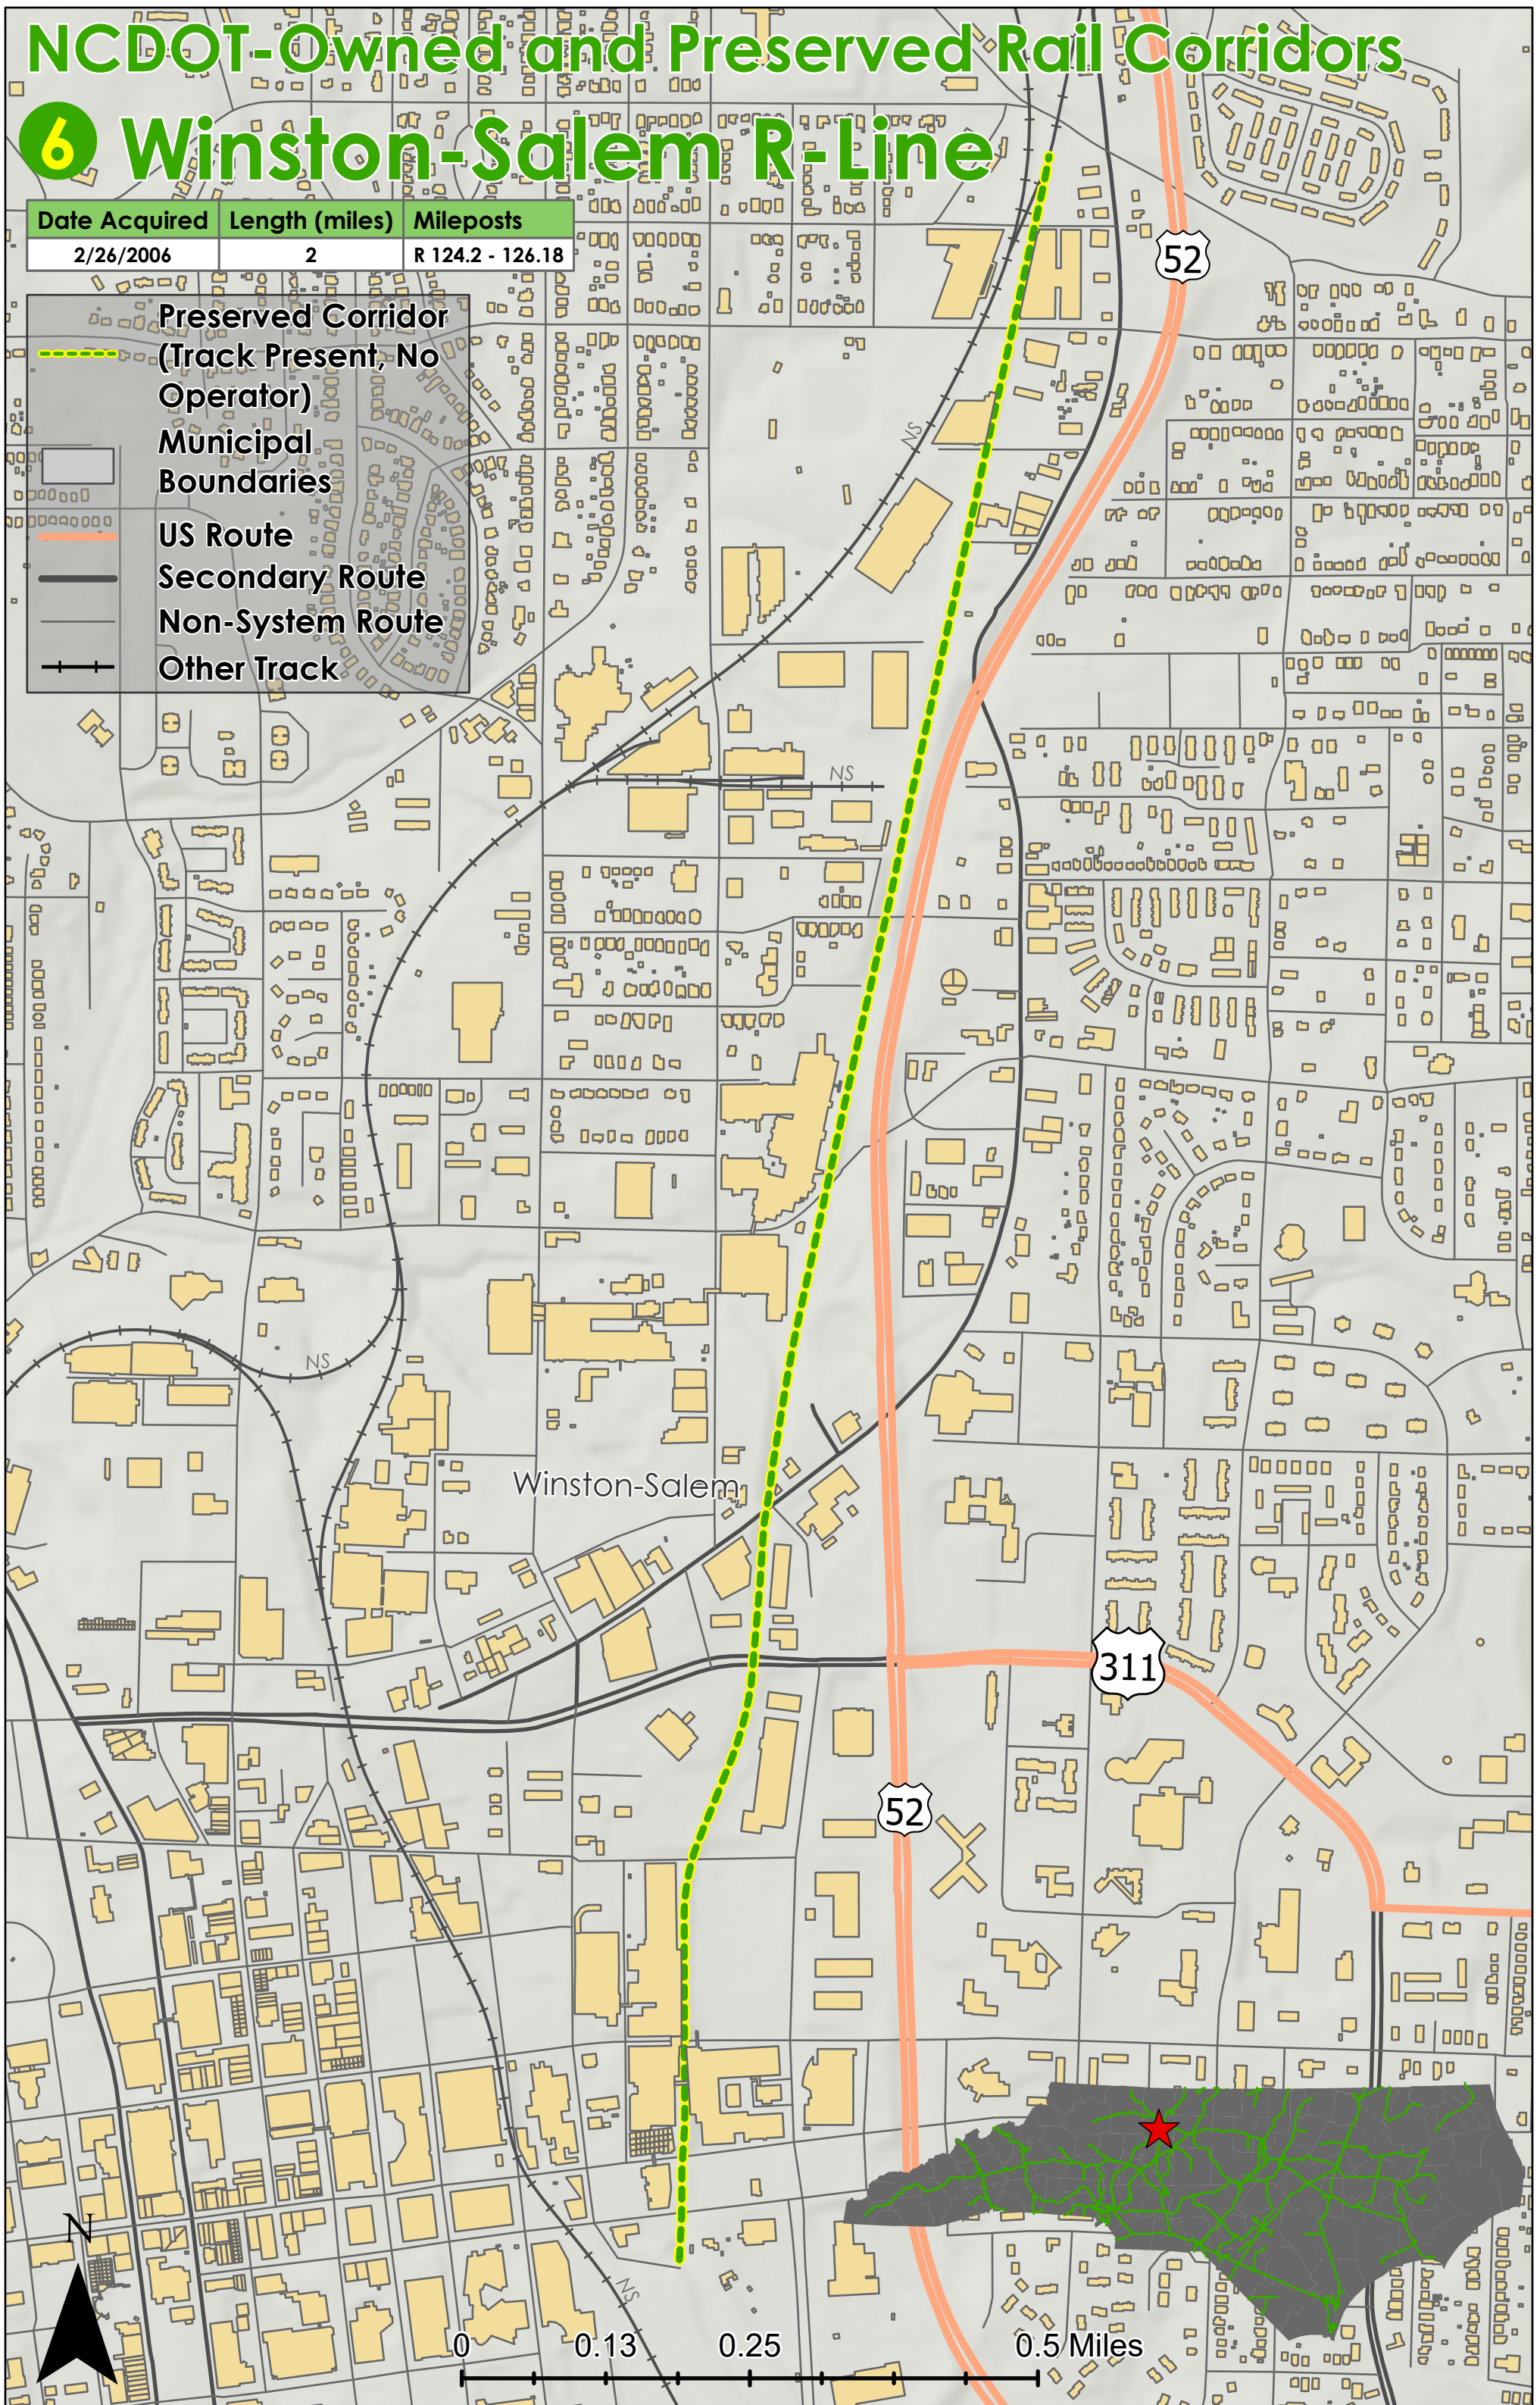 NCDOT-Owned and Preserved Rail Corridors
6 Winston-Salem R-Line
Date Acquired Length (miles) Mileposts
2/26/2006 2 R 124.2 - 126.18
52
Preserved Corridor
(Track Present, No
Operator)
Municipal
Boundaries
US Route
Secondary Route
Non-System Route
Other Track
NS
NS
NS
Winston-Salem
311
52
N
NS
0 0.13 0.25 0.5 Miles